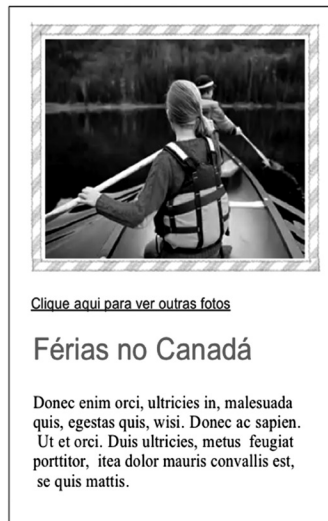 Clique aqui para ver outras fotos
Férias no Canadá
Donec enim orci, ultricies in, malesuada
quis, egestas quis, wisi. Donec ac sapien.
Ut et orci. Duis ultricies, metus feugiat
porttitor, itea dolor mauris convallis est,
se quis mattis.